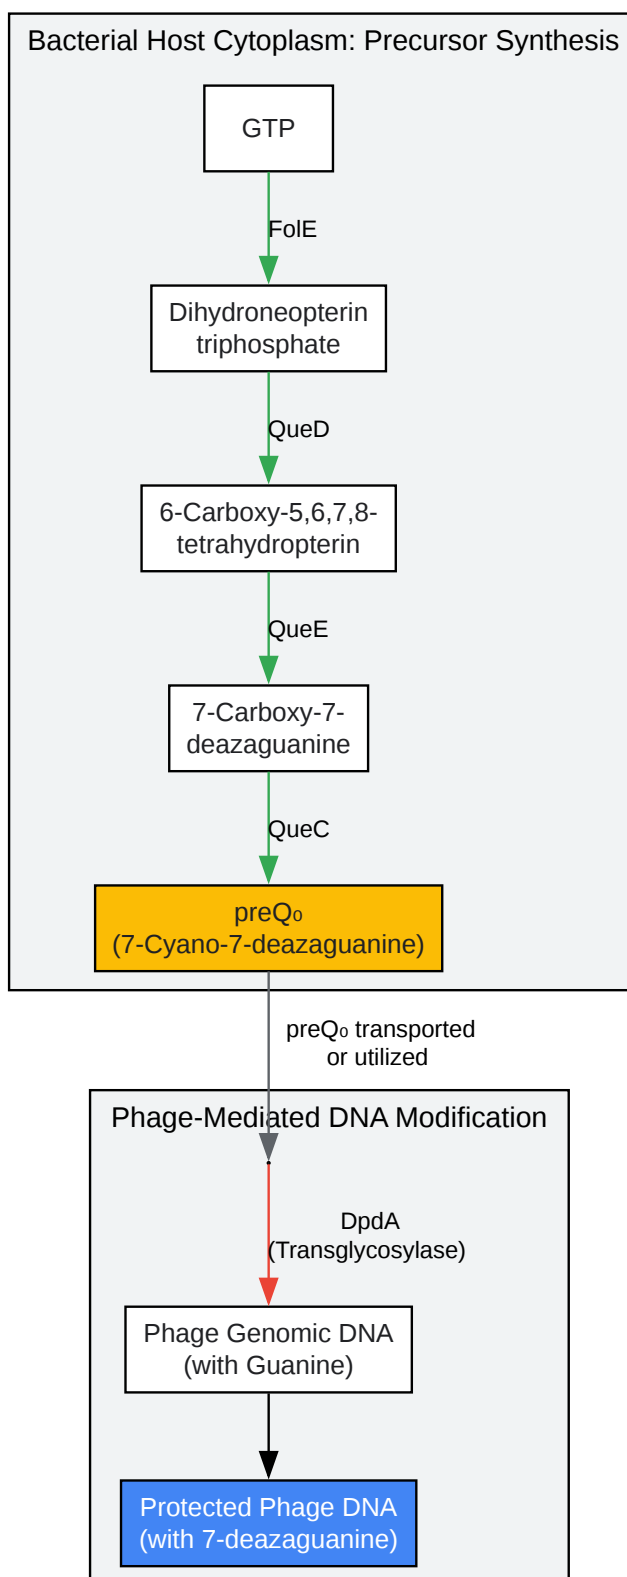 Bacterial Host Cytoplasm: Precursor Synthesis
GTP
FolE
Dihydroneopterin
triphosphate
QueD
6-Carboxy-5,6,7,8-
tetrahydropterin
QueE
7-Carboxy-7-
deazaguanine
QueC
preQ₀
(7-Cyano-7-deazaguanine)
preQ₀ transported
or utilized
Phage-Mediated DNA Modification
DpdA
(Transglycosylase)
Phage Genomic DNA
(with Guanine)
Protected Phage DNA
(with 7-deazaguanine)